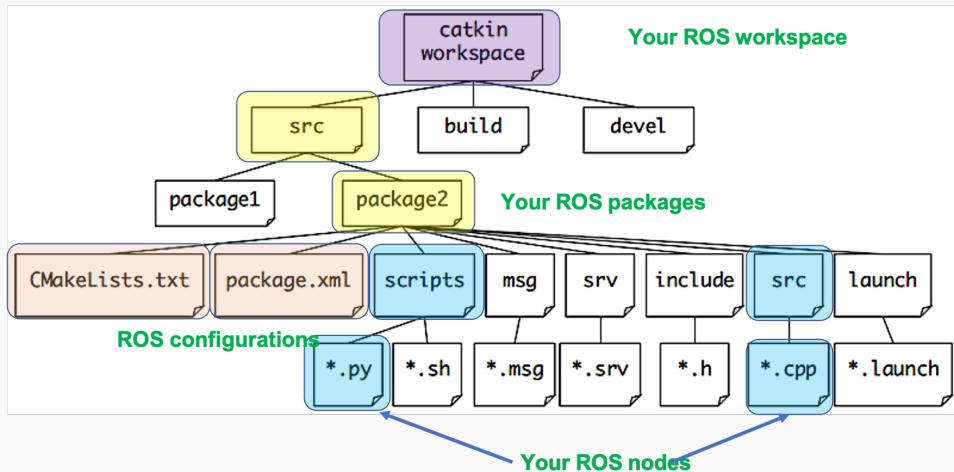 catkin
workspace
Your ROS workspace
src
build
devel
package1
package2
Your ROS packages
CMakeLists.txt
package.xml
scripts
msg
srv
include
src
launch
ROS configurations
*.py
*.sh
*.msg
*.srv
*.h
*.cpp
*.launch
Your ROS nodes